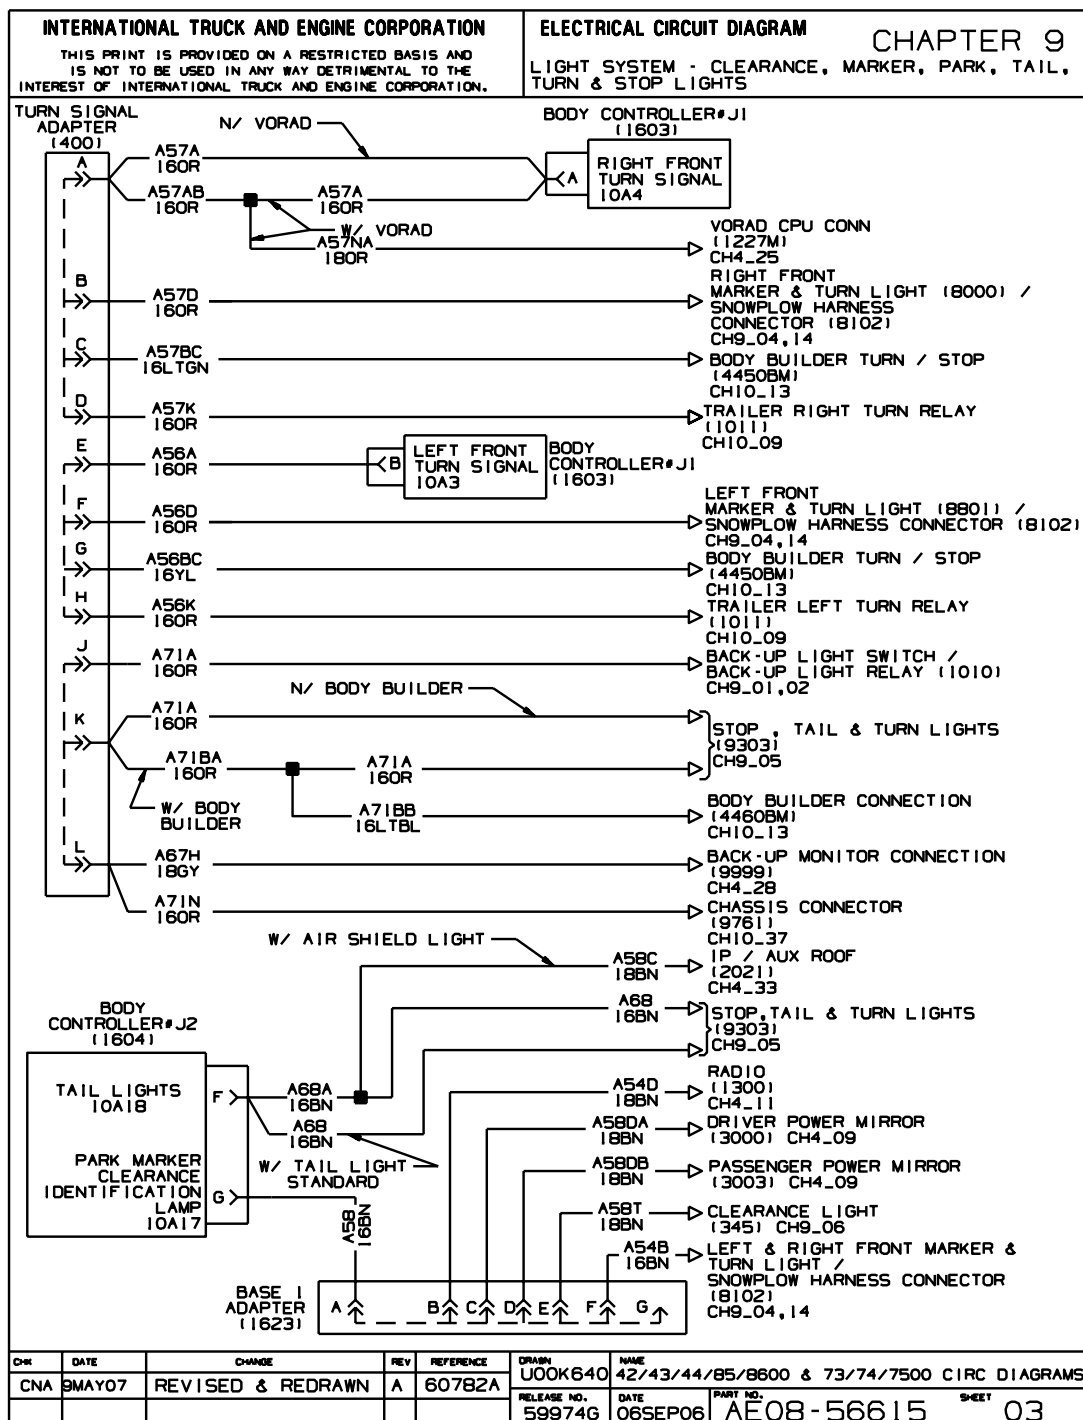 INTERNATIONAL TRUCK AND ENGINE CORPORATION
THIS PRINT IS PROVIDED ON A RESTRICTED BASIS AND
IS NOT TO BE USED IN ANY WAY DETRIMENTAL TO THE
INTEREST OF INTERNATIONAL TRUCK AND ENGINE CORPORATION.
ELECTRICAL CIRCUIT DIAGRAM
CHAPTER 9
LIGHT SYSTEM - CLEARANCE, MARKER, PARK, TAIL,
TURN & STOP LIGHTS
TURN SIGNAL
ADAPTER
(400)
N/ VORAD
BODY CONTROLLER#J1
(1603)
A
A57A
16OR
A
RIGHT FRONT
TURN SIGNAL
10A4
A57AB
16OR
A57A
16OR
W/ VORAD
A57NA
18OR
VORAD CPU CONN
(1227M)
CH4_25
B
A57D
16OR
RIGHT FRONT
MARKER & TURN LIGHT (8000) /
SNOWPLOW HARNESS
CONNECTOR (8102)
CH9_04,14
C
A57BC
16LTGN
BODY BUILDER TURN / STOP
(4450BM)
CH10_13
D
A57K
16OR
TRAILER RIGHT TURN RELAY
(1011)
CH10_09
E
A56A
16OR
B
LEFT FRONT
TURN SIGNAL
10A3
BODY
CONTROLLER#J1
(1603)
F
A56D
16OR
LEFT FRONT
MARKER & TURN LIGHT (8801) /
SNOWPLOW HARNESS CONNECTOR (8102)
CH9_04,14
G
A56BC
16YL
BODY BUILDER TURN / STOP
(4450BM)
CH10_13
H
A56K
16OR
TRAILER LEFT TURN RELAY
(1011)
CH10_09
J
A71A
16OR
BACK-UP LIGHT SWITCH /
BACK-UP LIGHT RELAY (1010)
CH9_01,02
N/ BODY BUILDER
K
A71A
16OR
STOP , TAIL & TURN LIGHTS
(9303)
CH9_05
A71BA
16OR
A71A
16OR
W/ BODY
BUILDER
A71BB
16LTBL
BODY BUILDER CONNECTION
(4460BM)
CH10_13
L
A67H
18GY
BACK-UP MONITOR CONNECTION
(9999)
CH4_28
A71N
16OR
CHASSIS CONNECTOR
(9761)
CH10_37
W/ AIR SHIELD LIGHT
A58C
18BN
IP / AUX ROOF
(2021)
CH4_33
BODY
CONTROLLER#J2
(1604)
A68
16BN
STOP,TAIL & TURN LIGHTS
(9303)
CH9_05
TAIL LIGHTS
10A18
F
A68A
16BN
A68
16BN
W/ TAIL LIGHT
STANDARD
A54D
18BN
RADIO
(1300)
CH4_11
A58DA
18BN
DRIVER POWER MIRROR
(3000) CH4_09
PARK MARKER
CLEARANCE
IDENTIFICATION
LAMP
10A17
G
A58
16BN
A58DB
18BN
PASSENGER POWER MIRROR
(3003) CH4_09
A58T
18BN
CLEARANCE LIGHT
(345) CH9_06
A54B
16BN
LEFT & RIGHT FRONT MARKER &
TURN LIGHT /
SNOWPLOW HARNESS CONNECTOR
(8102)
CH9_04,14
BASE 1
ADAPTER
(1623)
A B C D E F G
CHK DATE CHANGE REV REFERENCE
CNA 9MAY07 REVISED & REDRAWN A 60782A
DRAWN
U00K640
NAME
42/43/44/85/8600 & 73/74/7500 CIRC DIAGRAMS
RELEASE NO.
59974G
DATE
06SEP06
PART NO.
AE08-56615
SHEET
03